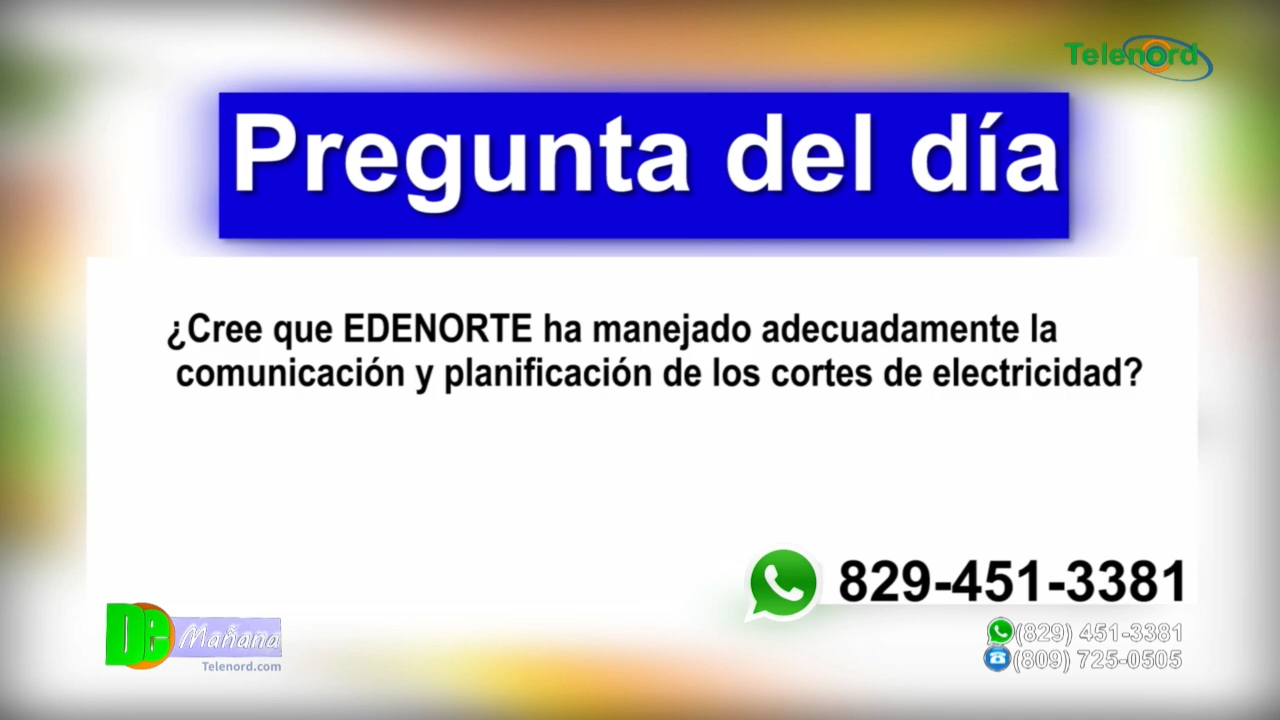 Telenord
Pregunta del día
¿Cree que EDENORTE ha manejado adecuadamente la
comunicación y planificación de los cortes de electricidad?
829-451-3381
De Mañana
Telenord.com
(829) 451-3381
(809) 725-0505